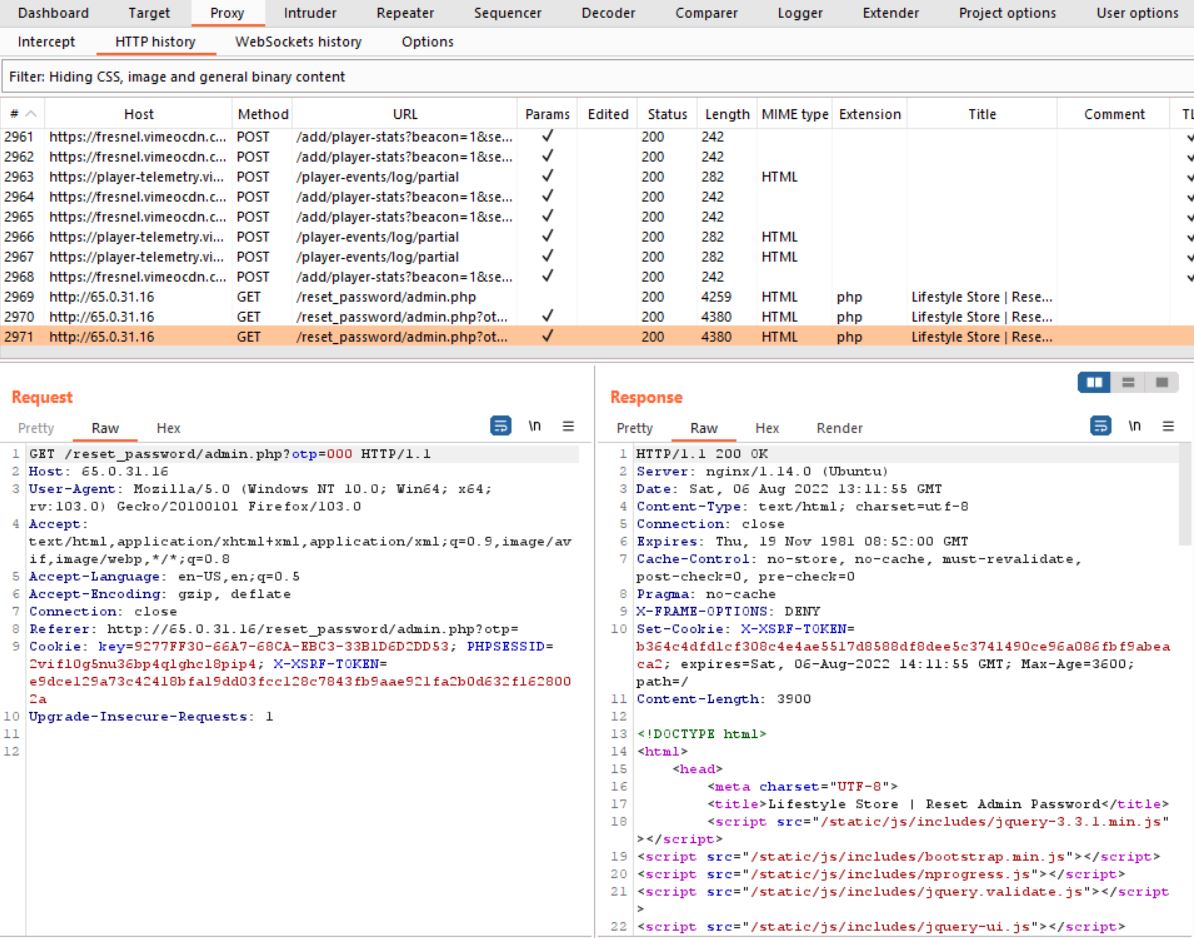 Dashboard Target Proxy Intruder Repeater Sequencer Decoder Comparer Logger Extender Project options User options
Intercept HTTP history WebSockets history Options
Filter: Hiding CSS, image and general binary content
# Host Method URL Params Edited Status Length MIME type Extension Title Comment TL
2961 https://fresnel.vimeocdn.c... POST /add/player-stats?beacon=1&se... ✓ 200 242 ✓
2962 https://fresnel.vimeocdn.c... POST /add/player-stats?beacon=1&se... ✓ 200 242 ✓
2963 https://player-telemetry.vi... POST /player-events/log/partial ✓ 200 282 HTML ✓
2964 https://fresnel.vimeocdn.c... POST /add/player-stats?beacon=1&se... ✓ 200 242 ✓
2965 https://fresnel.vimeocdn.c... POST /add/player-stats?beacon=1&se... ✓ 200 242 ✓
2966 https://player-telemetry.vi... POST /player-events/log/partial ✓ 200 282 HTML ✓
2967 https://player-telemetry.vi... POST /player-events/log/partial ✓ 200 282 HTML ✓
2968 https://fresnel.vimeocdn.c... POST /add/player-stats?beacon=1&se... ✓ 200 242 ✓
2969 http://65.0.31.16 GET /reset_password/admin.php 200 4259 HTML php Lifestyle Store | Rese...
2970 http://65.0.31.16 GET /reset_password/admin.php?ot... ✓ 200 4380 HTML php Lifestyle Store | Rese...
2971 http://65.0.31.16 GET /reset_password/admin.php?ot... ✓ 200 4380 HTML php Lifestyle Store | Rese...
Request
Pretty Raw Hex \n
1 GET /reset_password/admin.php?otp=000 HTTP/1.1
2 Host: 65.0.31.16
3 User-Agent: Mozilla/5.0 (Windows NT 10.0; Win64; x64;
rv:103.0) Gecko/20100101 Firefox/103.0
4 Accept:
text/html,application/xhtml+xml,application/xml;q=0.9,image/av
if,image/webp,*/*;q=0.8
5 Accept-Language: en-US,en;q=0.5
6 Accept-Encoding: gzip, deflate
7 Connection: close
8 Referer: http://65.0.31.16/reset_password/admin.php?otp=
9 Cookie: key=9277FF30-66A7-68CA-EBC3-33B1D6D2DD53; PHPSESSID=
2vif10g5nu36bp4qlghc18pip4; X-XSRF-TOKEN=
e9dce129a73c42418bfa19dd03fcc128c7843fb9aae921fa2b0d632f162800
2a
10 Upgrade-Insecure-Requests: 1
11
12
Response
Pretty Raw Hex Render \n
1 HTTP/1.1 200 OK
2 Server: nginx/1.14.0 (Ubuntu)
3 Date: Sat, 06 Aug 2022 13:11:55 GMT
4 Content-Type: text/html; charset=utf-8
5 Connection: close
6 Expires: Thu, 19 Nov 1981 08:52:00 GMT
7 Cache-Control: no-store, no-cache, must-revalidate,
post-check=0, pre-check=0
8 Pragma: no-cache
9 X-FRAME-OPTIONS: DENY
10 Set-Cookie: X-XSRF-TOKEN=
b364c4dfd1cf308c4e4ae5517d8588df8dee5c3741490ce96a086fbf9abea
ca2; expires=Sat, 06-Aug-2022 14:11:55 GMT; Max-Age=3600;
path=/
11 Content-Length: 3900
12
13 <!DOCTYPE html>
14 <html>
15 <head>
16 <meta charset="UTF-8">
17 <title>Lifestyle Store | Reset Admin Password</title>
18 <script src="/static/js/includes/jquery-3.3.1.min.js"
></script>
19 <script src="/static/js/includes/bootstrap.min.js"></script>
20 <script src="/static/js/includes/nprogress.js"></script>
21 <script src="/static/js/includes/jquery.validate.js"></script
>
22 <script src="/static/js/includes/jquery-ui.js"></script>